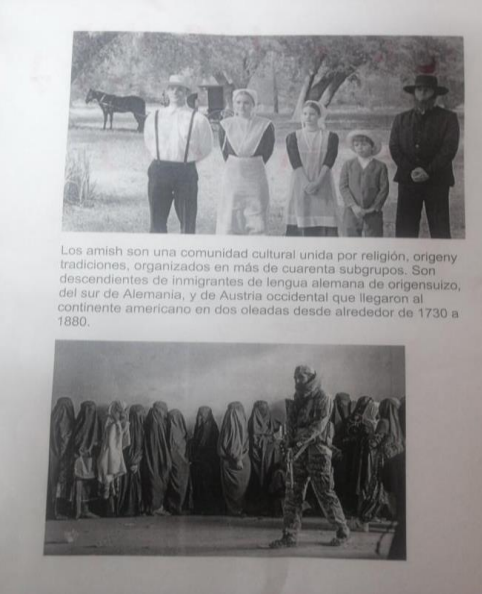 Los amish son una comunidad cultural unida por religión, origeny
tradiciones, organizados en más de cuarenta subgrupos. Son
descendientes de inmigrantes de lengua alemana de origensuizo,
del sur de Alemania, y de Austria occidental que llegaron al
continente americano en dos oleadas desde alrededor de 1730 a
1880.